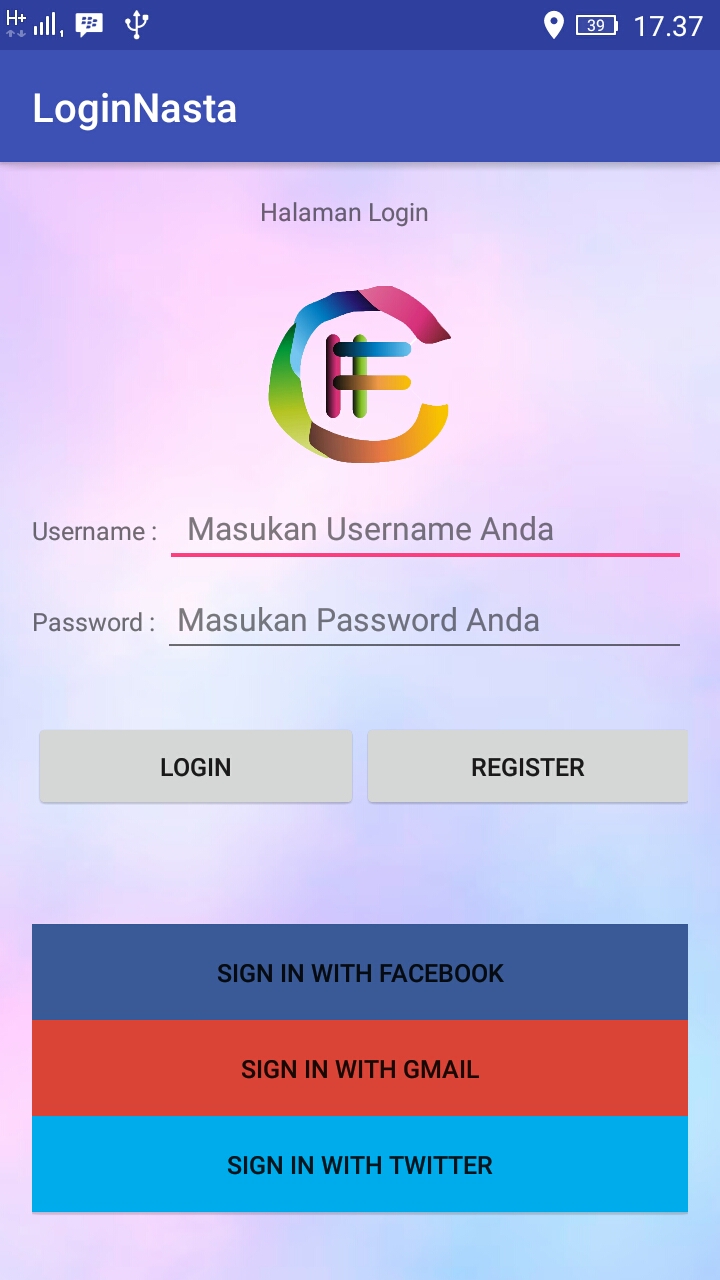 H+ 39 17.37
LoginNasta
Halaman Login
Username : Masukan Username Anda
Password : Masukan Password Anda
LOGIN REGISTER
SIGN IN WITH FACEBOOK
SIGN IN WITH GMAIL
SIGN IN WITH TWITTER